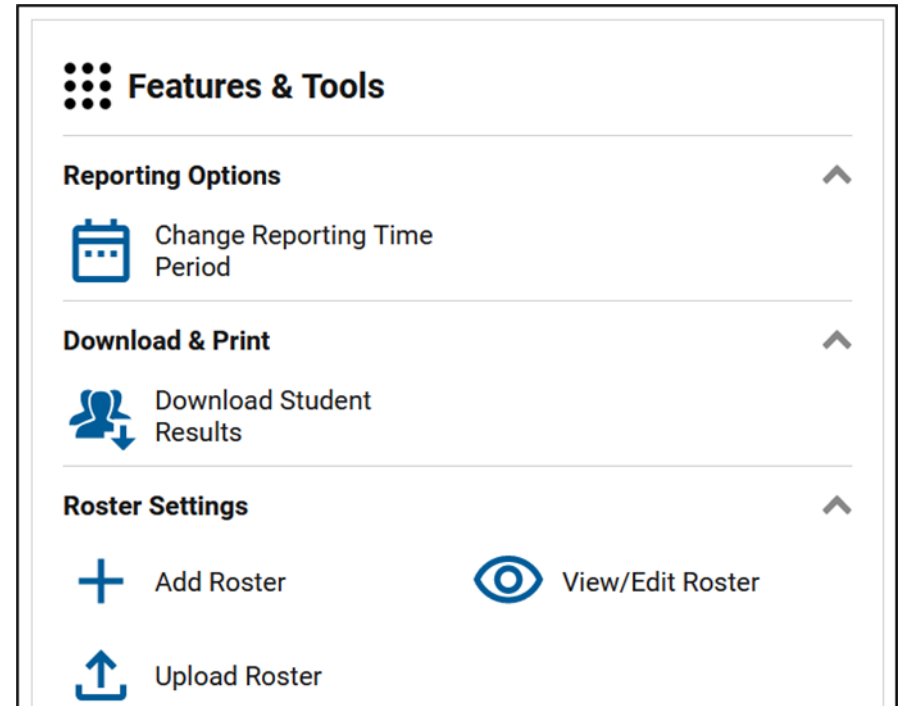 Features & Tools
Reporting Options
Change Reporting Time
Period
Download & Print
Download Student
Results
Roster Settings
Add Roster
View/Edit Roster
Upload Roster